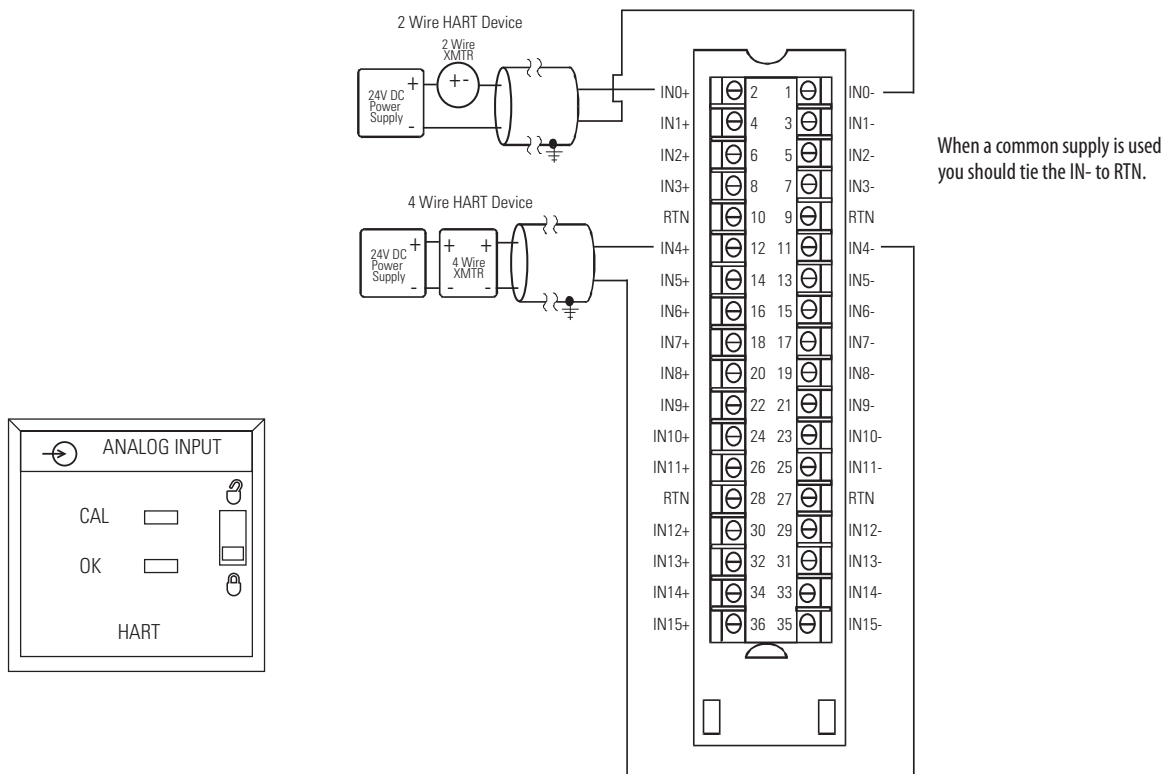 2 Wire HART Device
2 Wire
XMTR
+-
+
-
24V DC
Power
Supply
4 Wire HART Device
+
-
24V DC
Power
Supply
+ +
4 Wire
XMTR
- -
IN0+ 2 1 IN0-
IN1+ 4 3 IN1-
IN2+ 6 5 IN2-
IN3+ 8 7 IN3-
RTN 10 9 RTN
IN4+ 12 11 IN4-
IN5+ 14 13 IN5-
IN6+ 16 15 IN6-
IN7+ 18 17 IN7-
IN8+ 20 19 IN8-
IN9+ 22 21 IN9-
IN10+ 24 23 IN10-
IN11+ 26 25 IN11-
RTN 28 27 RTN
IN12+ 30 29 IN12-
IN13+ 32 31 IN13-
IN14+ 34 33 IN14-
IN15+ 36 35 IN15-
When a common supply is used
you should tie the IN- to RTN.
ANALOG INPUT
CAL
OK
HART